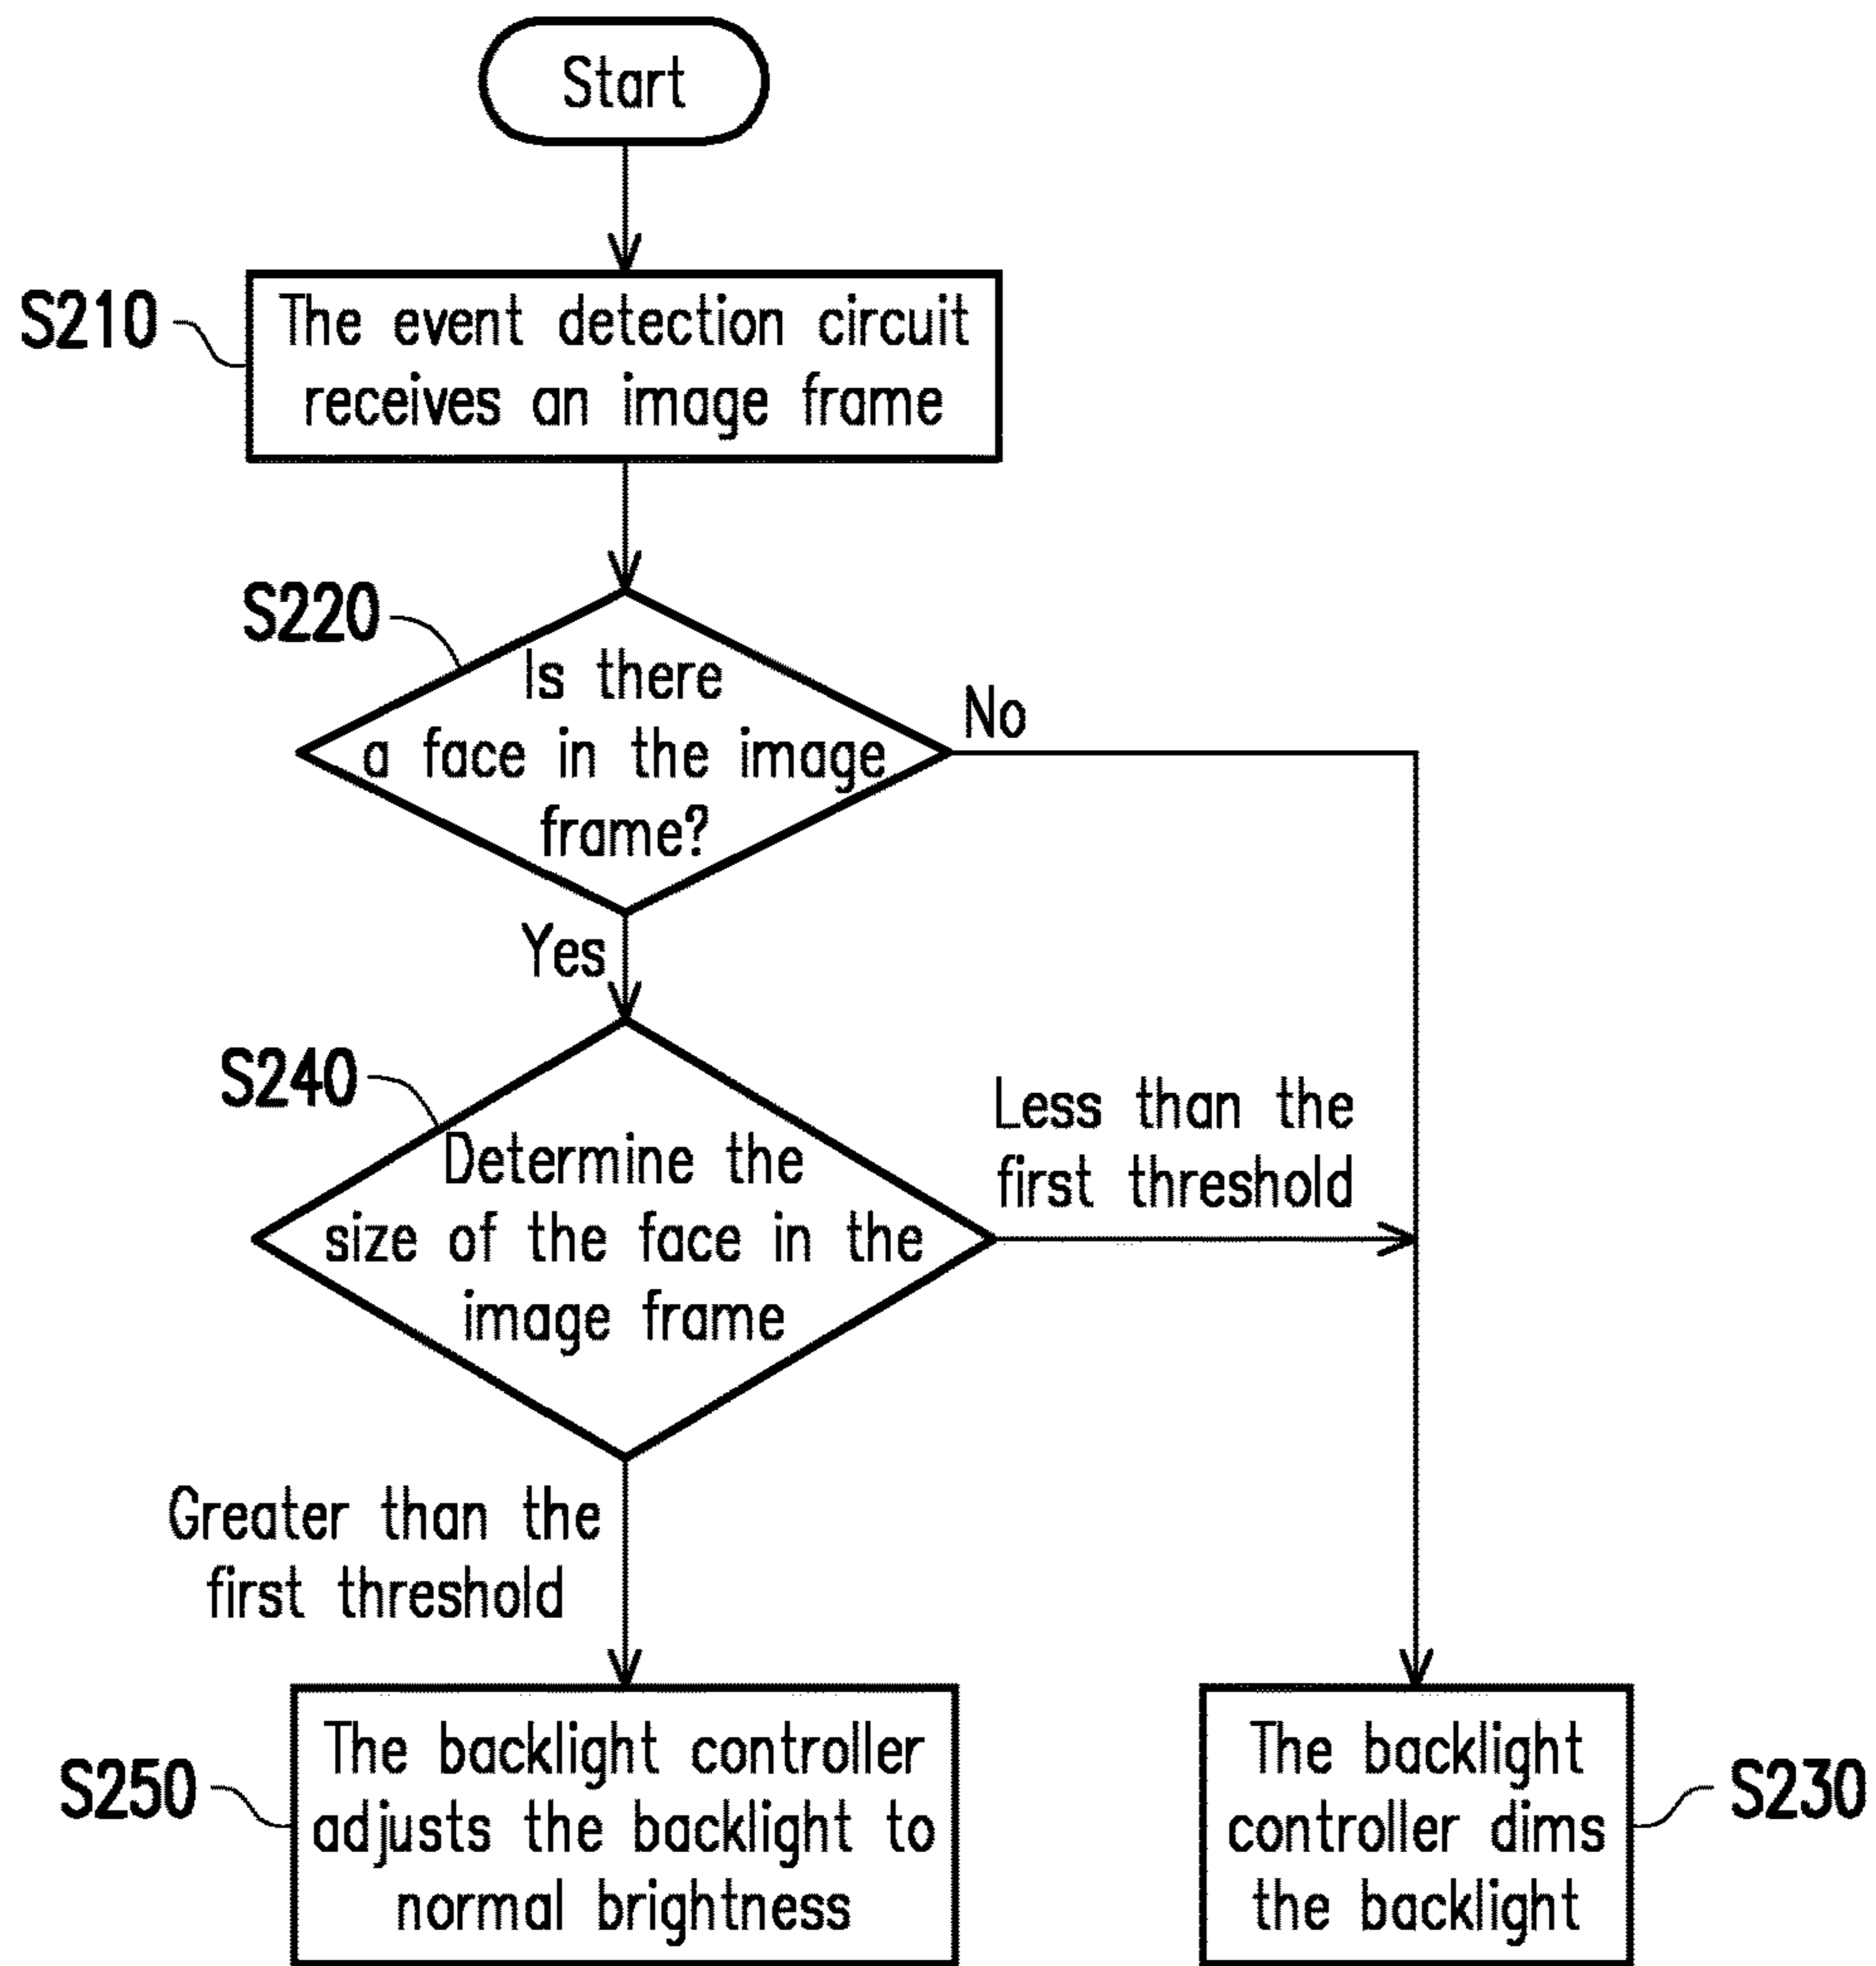 Start
S210
The event detection circuit
receives an image frame
S220
Is there
a face in the image
frame?
No
Yes
S240
Determine the
size of the face in the
image frame
Less than the
first threshold
Greater than the
first threshold
S250
The backlight controller
adjusts the backlight to
normal brightness
The backlight
controller dims
the backlight
S230